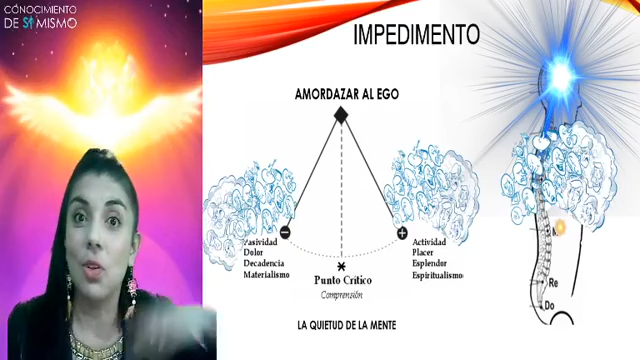 CONOCIMIENTO
DE SÍ MISMO
IMPEDIMENTO
AMORDAZAR AL EGO
Pasividad
Dolor
Decadencia
Materialismo
Actividad
Placer
Esplendor
Espiritualismo
Punto Crítico
Comprensión
LA QUIETUD DE LA MENTE
Re
Do